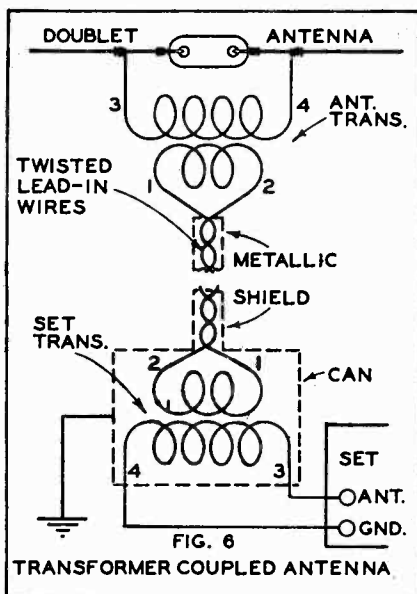 DOUBLET ANTENNA
3 4
ANT.
TRANS.
TWISTED
LEAD-IN
WIRES
1 2
METALLIC
SHIELD
SET
TRANS.
2 1
CAN
1
4 3
SET
ANT.
GND.
FIG. 6
TRANSFORMER COUPLED ANTENNA